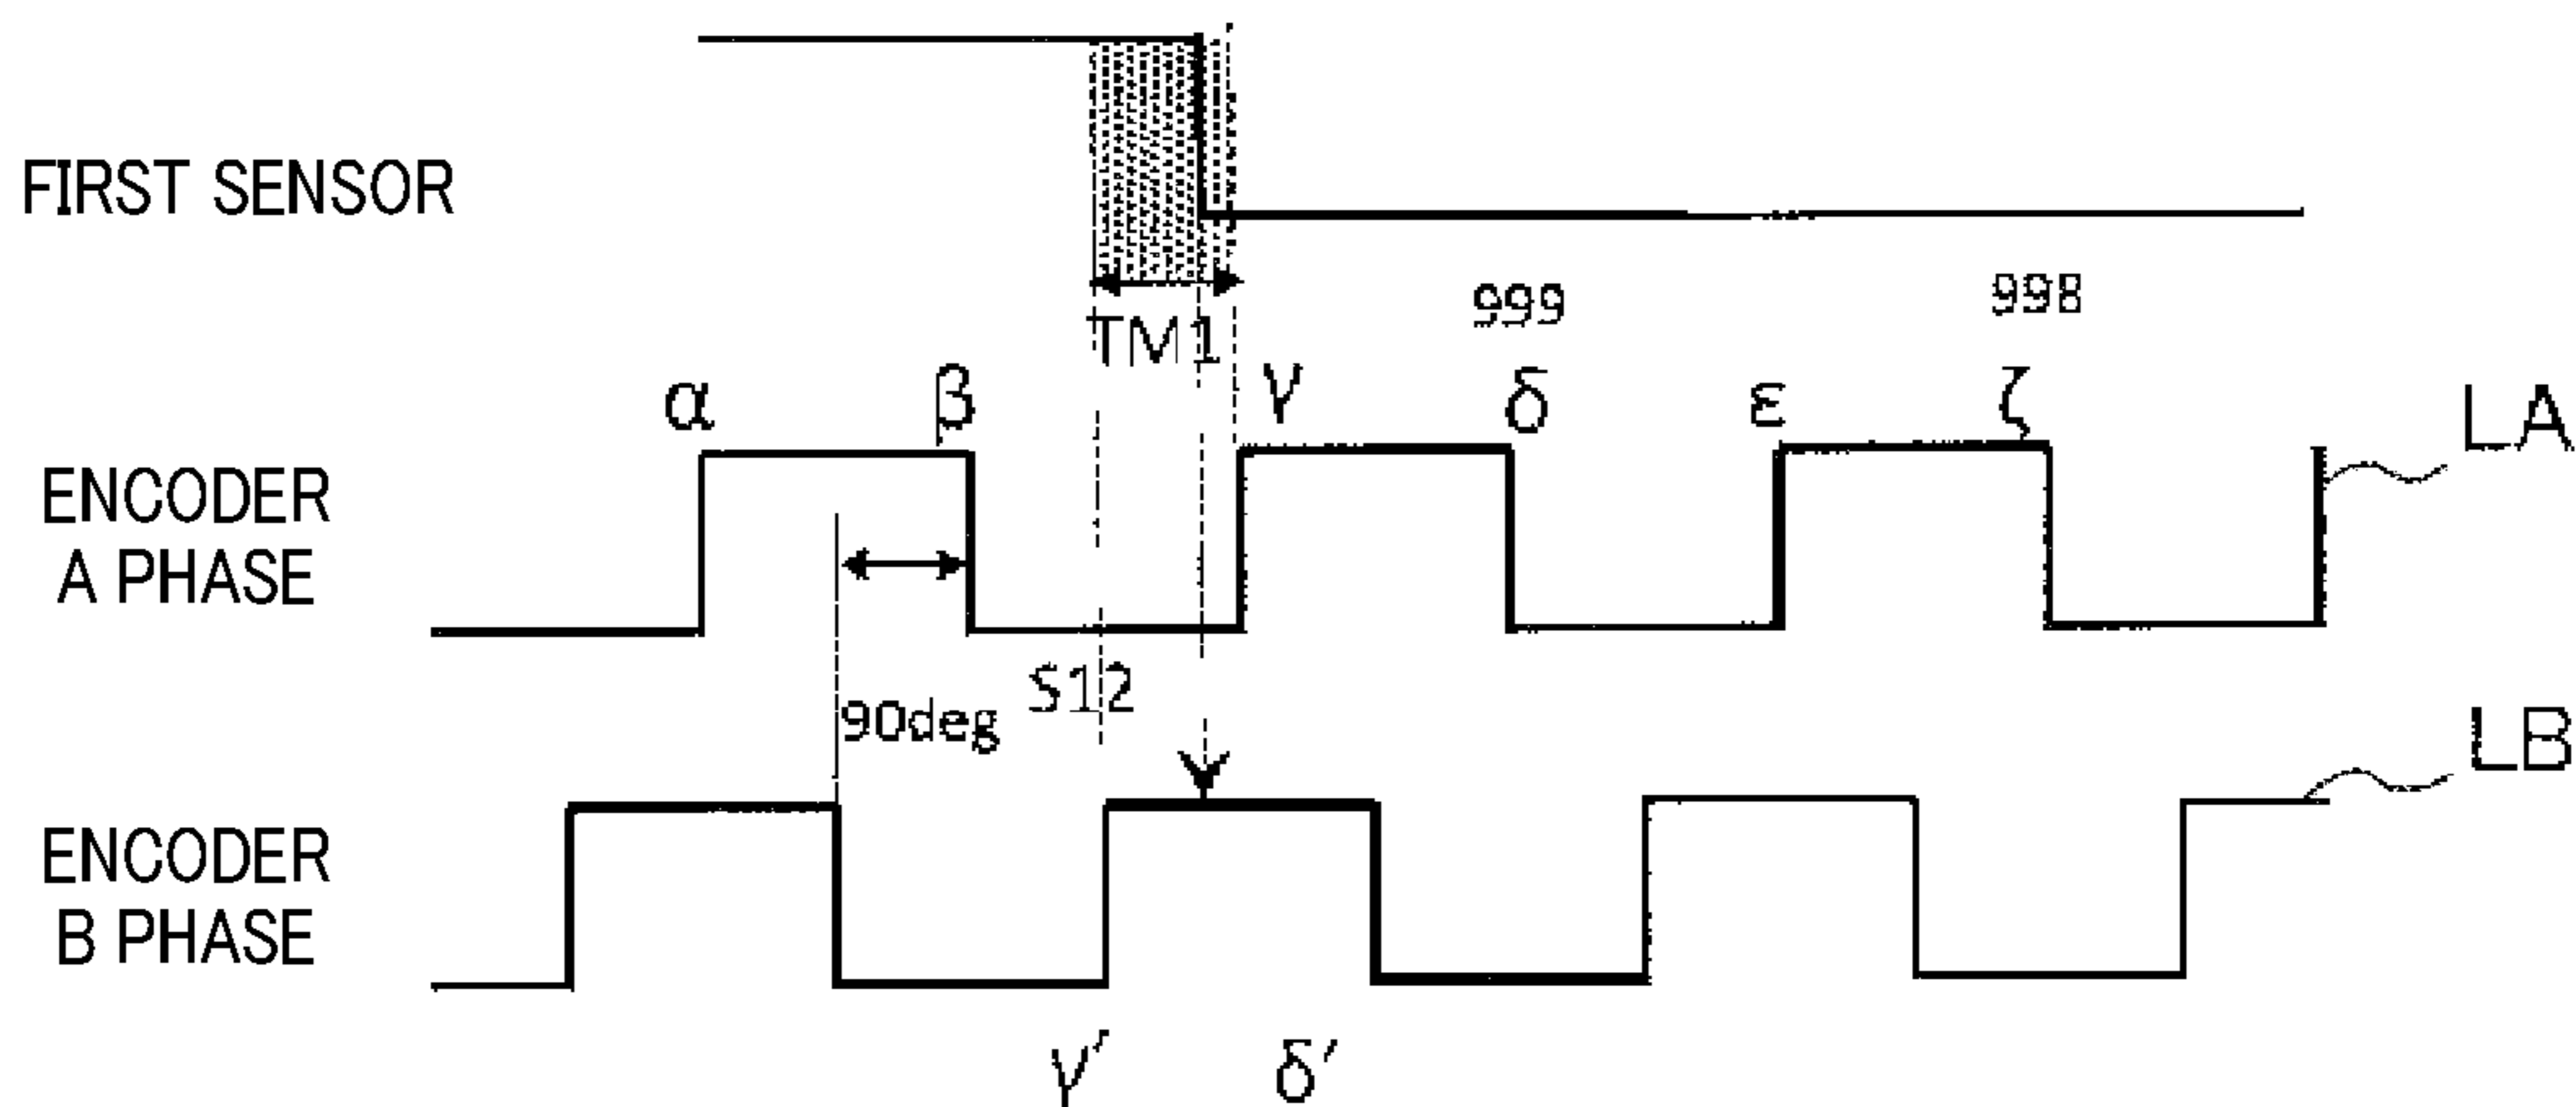 FIRST SENSOR
TM1
999
998
α
β
γ
δ
ε
ζ
LA
ENCODER
A PHASE
90deg
S12
LB
ENCODER
B PHASE
γ′
δ′